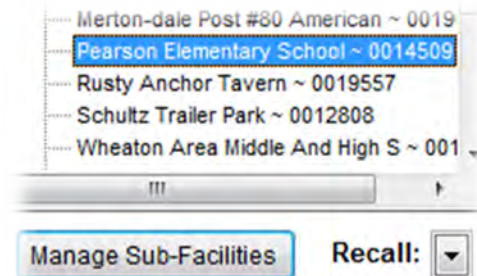 Merton-dale Post #80 American ~ 0019
Pearson Elementary School ~ 0014509
Rusty Anchor Tavern ~ 0019557
Schultz Trailer Park ~ 0012808
Wheaton Area Middle And High S ~ 001
Manage Sub-Facilities Recall: